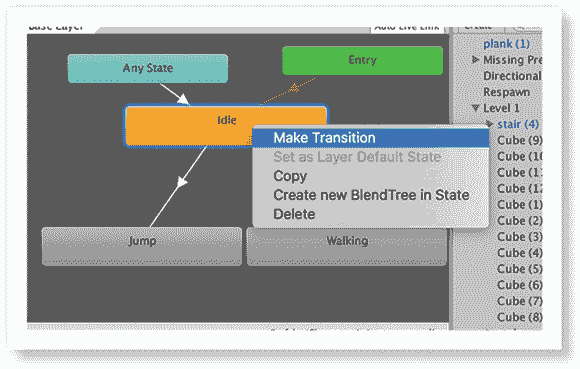 Base Layer
Auto Live Link
Create
plank (1)
Any State
Entry
Missing Pre
Directional
Respawn
Level 1
Idle
stair (4)
Make Transition
Cube (9)
Set as Layer Default State
Cube (10
Copy
Cube (11
Create new BlendTree in State
Cube (12
Delete
Cube (1)
Cube (2)
Jump
Walking
Cube (3)
Cube (4)
Cube (5)
Cube (6)
Cube (7)
Cube (8)